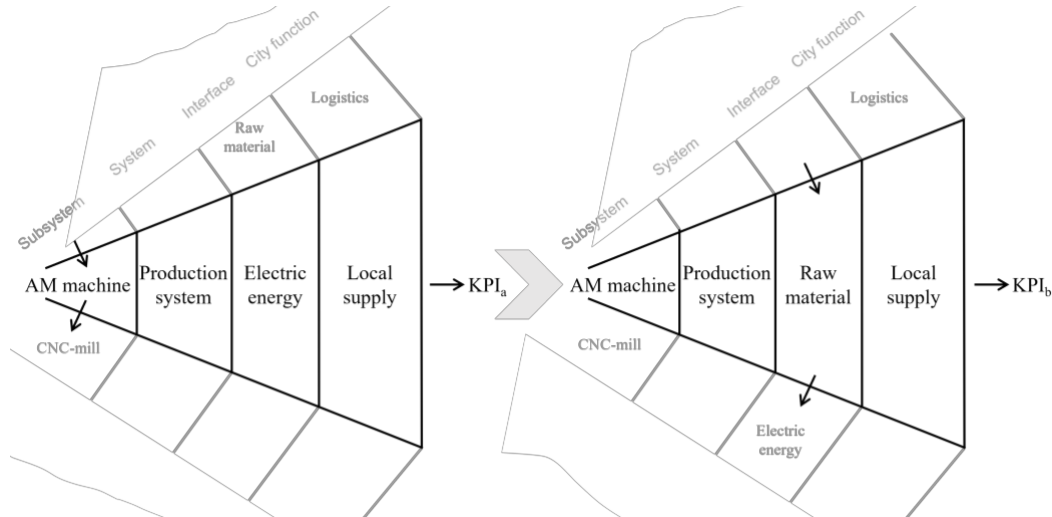 City function
Interface
System
Subsystem
Logistics
Raw
material
AM machine
Production
system
Electric
energy
Local
supply
KPIa
CNC-mill
City function
Interface
System
Subsystem
Logistics
AM machine
Production
system
Raw
material
Local
supply
KPIb
CNC-mill
Electric
energy